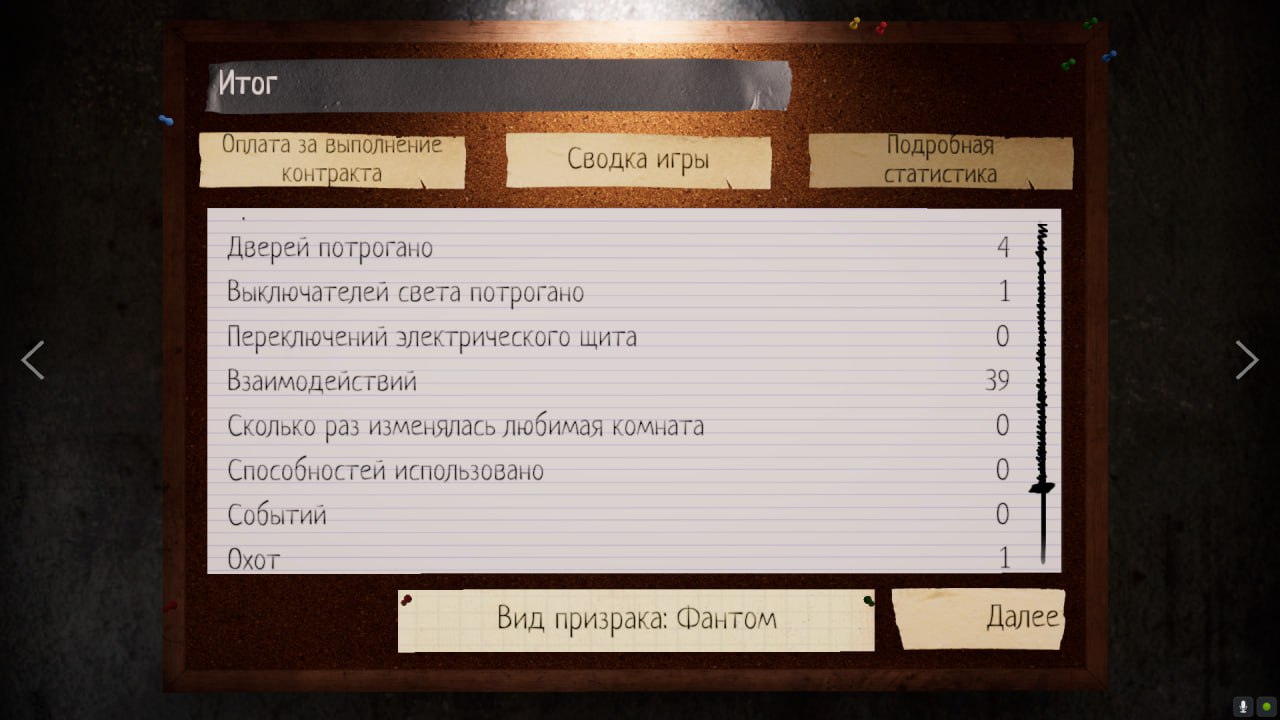 Итог
Оплата за выполнение
контракта
Сводка игры
Подробная
статистика
Дверей потрогано 4
Выключателей света потрогано 1
Переключений электрического щита 0
Взаимодействий 39
Сколько раз изменялась любимая комната 0
Способностей использовано 0
Событий 0
Охот 1
Вид призрака: Фантом
Далее